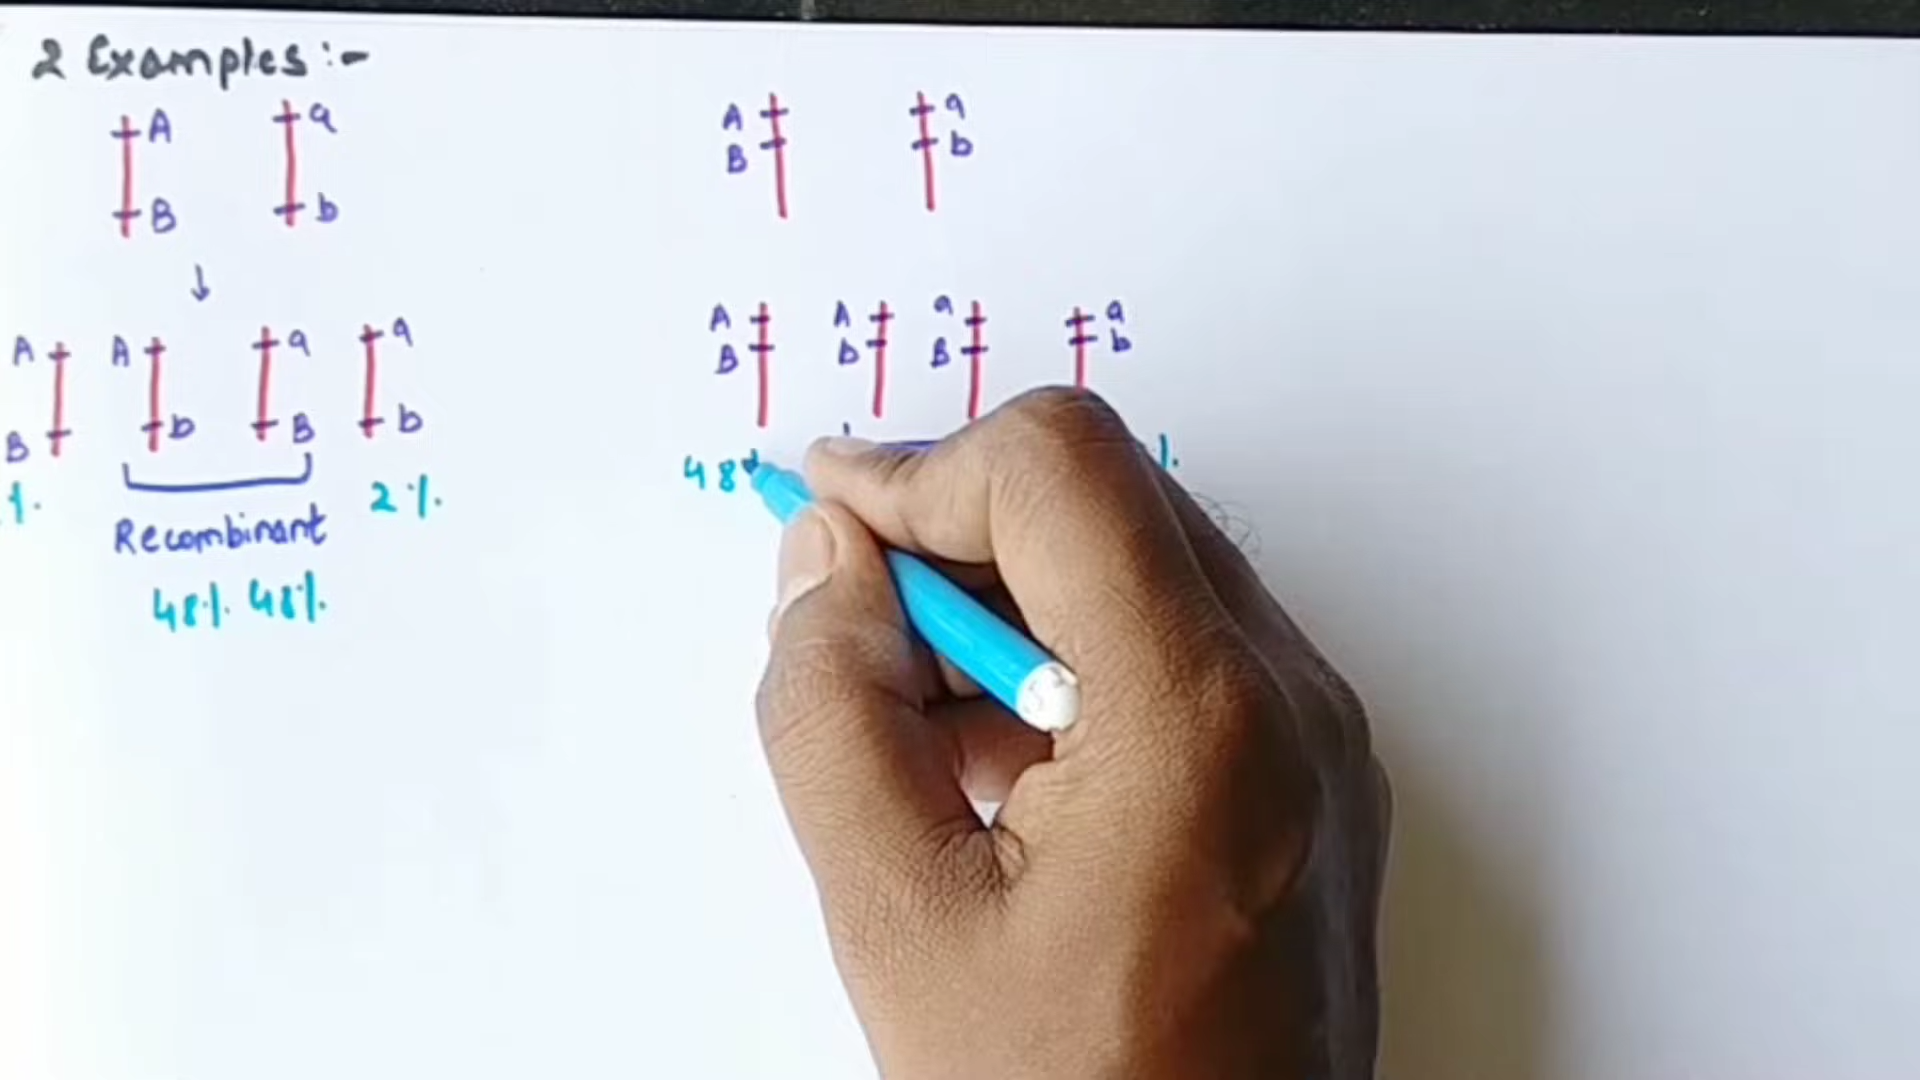 2 Examples :-
A a
B b
A A a a
B b B b
%. 2%.
Recombinant
48%. 48%.
A a
B b
A A a a
B b B b
48 %.